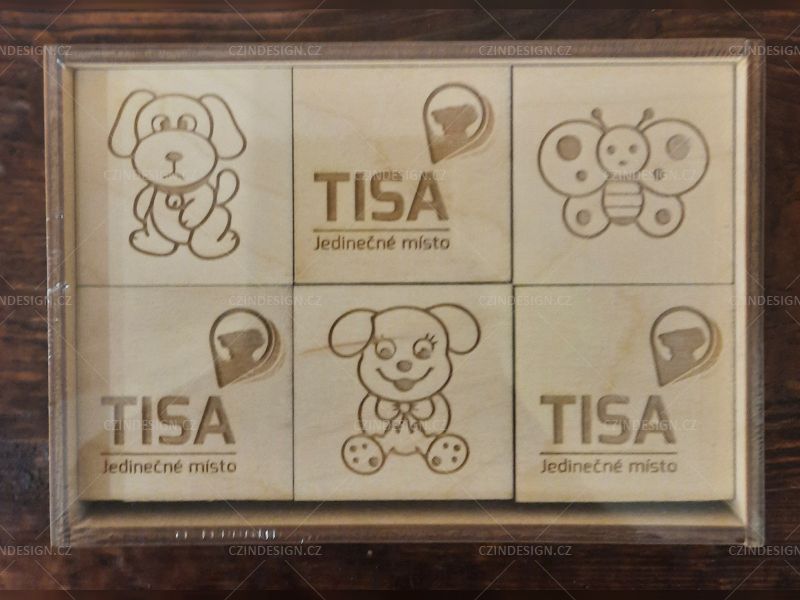 TISA
Jedinečné místo
TISA
Jedinečné místo
TISA
Jedinečné místo
CZINDESIGN.CZ